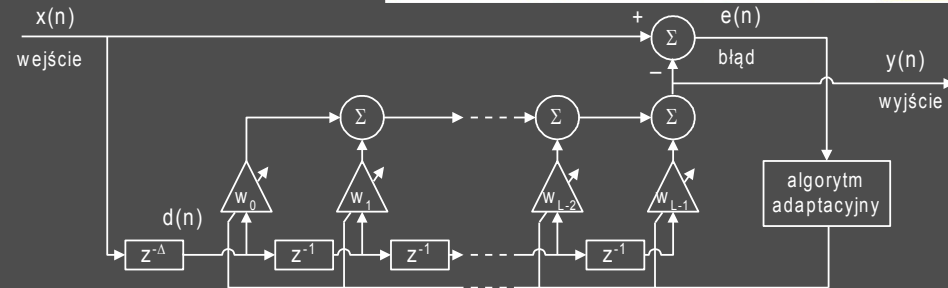 x(n)
wejście
+
Σ
e(n)
błąd
−
y(n)
wyjście
Σ
Σ
Σ
w0
w1
wL-2
wL-1
algorytm
adaptacyjny
d(n)
z-Δ
z-1
z-1
z-1